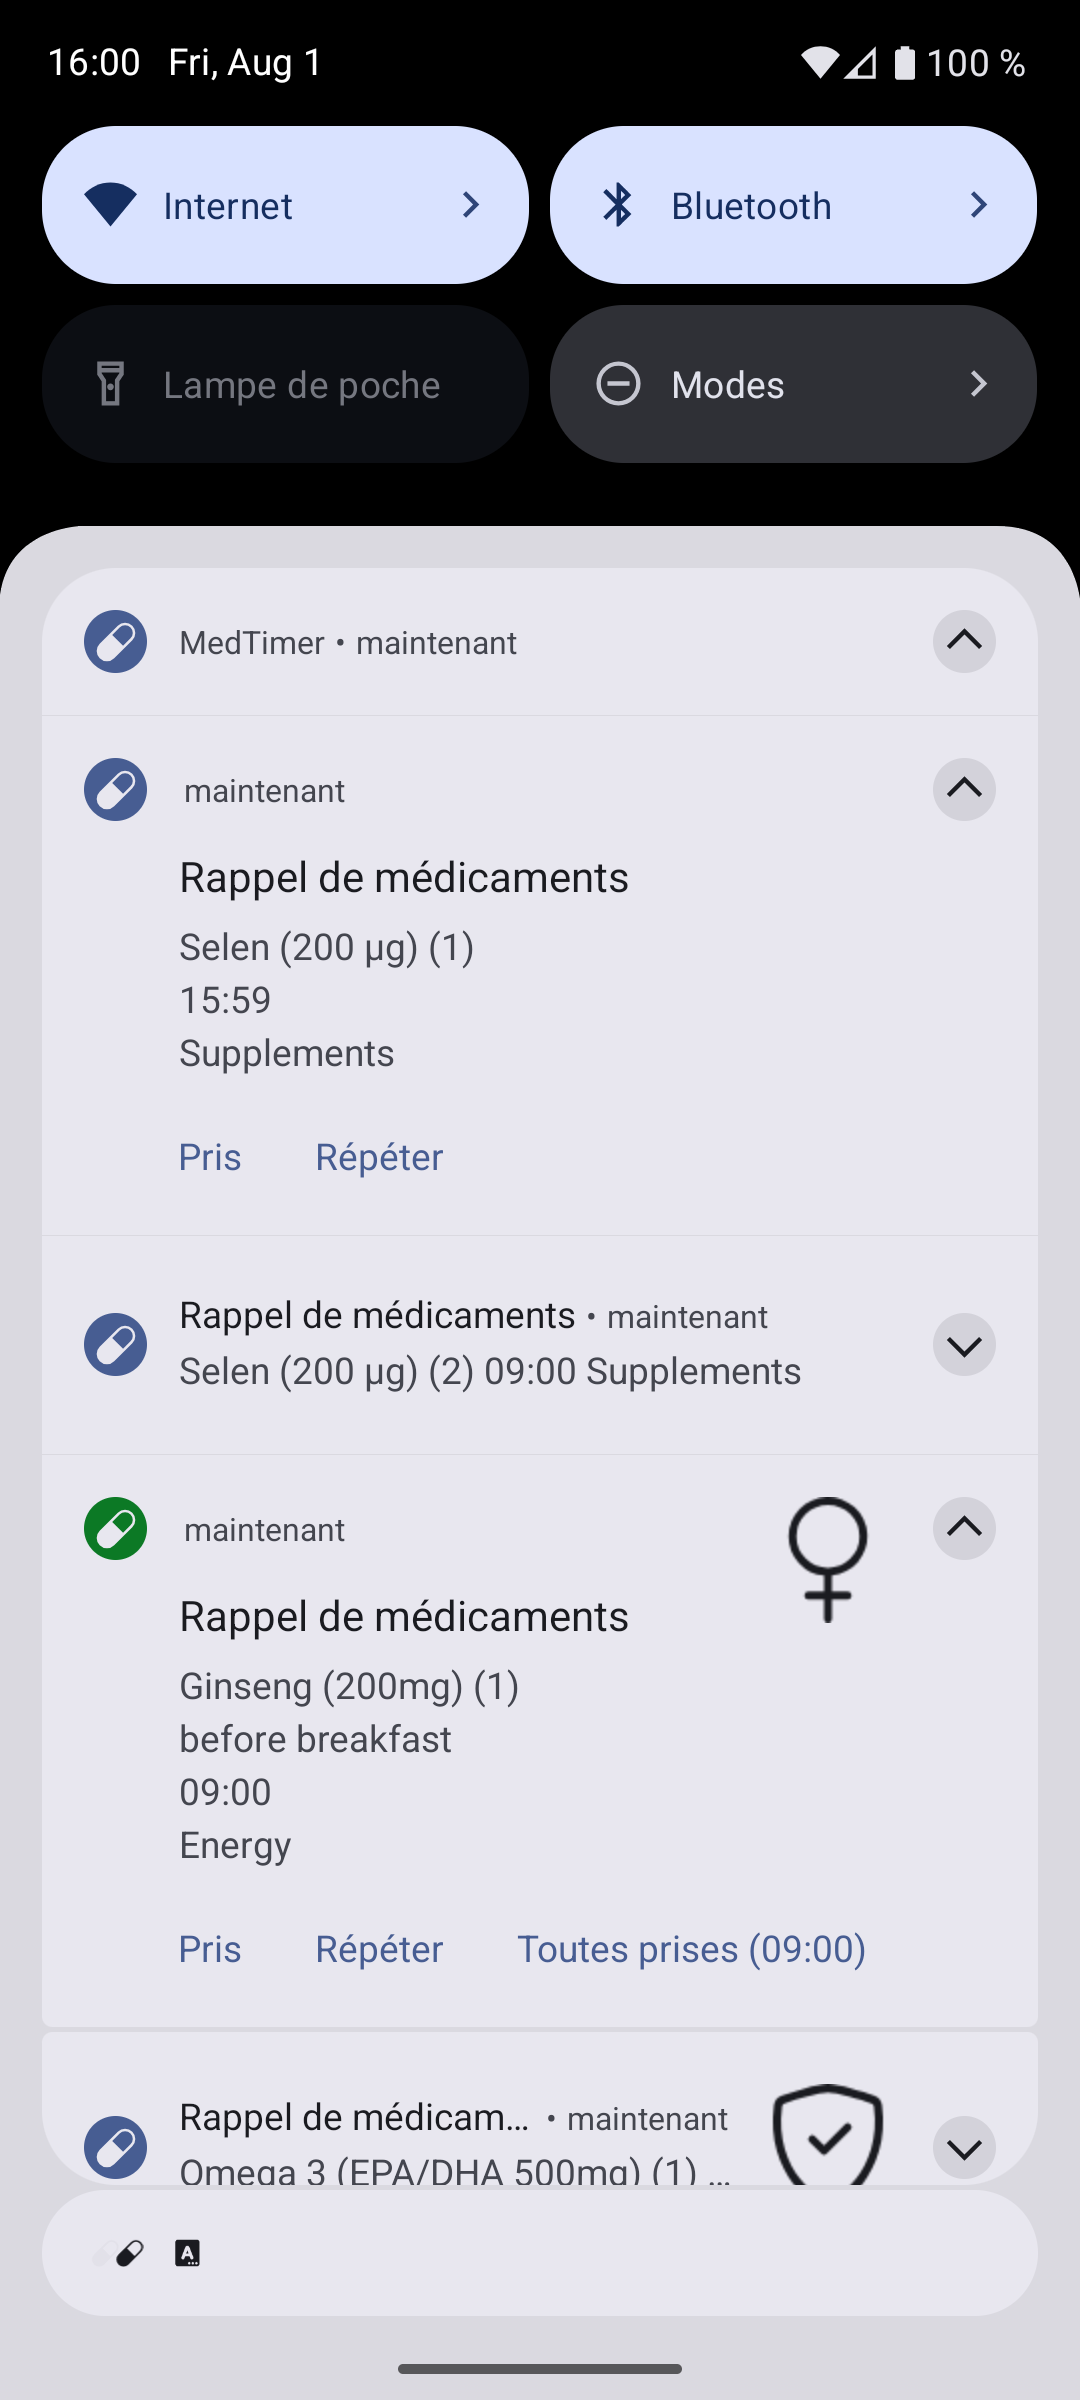 16:00 Fri, Aug 1 100 %
Internet Bluetooth
Lampe de poche Modes
MedTimer • maintenant
maintenant
Rappel de médicaments
Selen (200 µg) (1)
15:59
Supplements
Pris Répéter
Rappel de médicaments • maintenant
Selen (200 µg) (2) 09:00 Supplements
maintenant
Rappel de médicaments
Ginseng (200mg) (1)
before breakfast
09:00
Energy
Pris Répéter Toutes prises (09:00)
Rappel de médicam… • maintenant
Omega 3 (EPA/DHA 500mg) (1) …
A